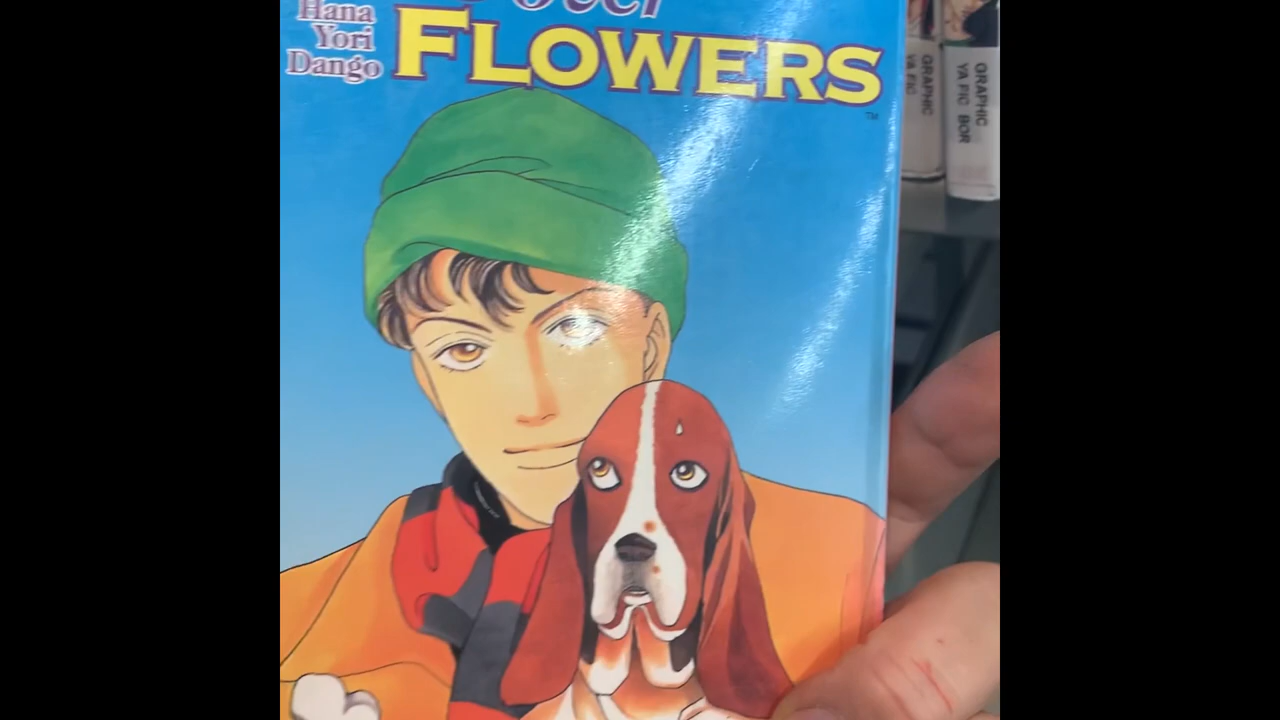 Hana
Yori
Dango
FLOWERS
TM
GRAPHIC
YA FIC
GRAPHIC
YA FIC BOR